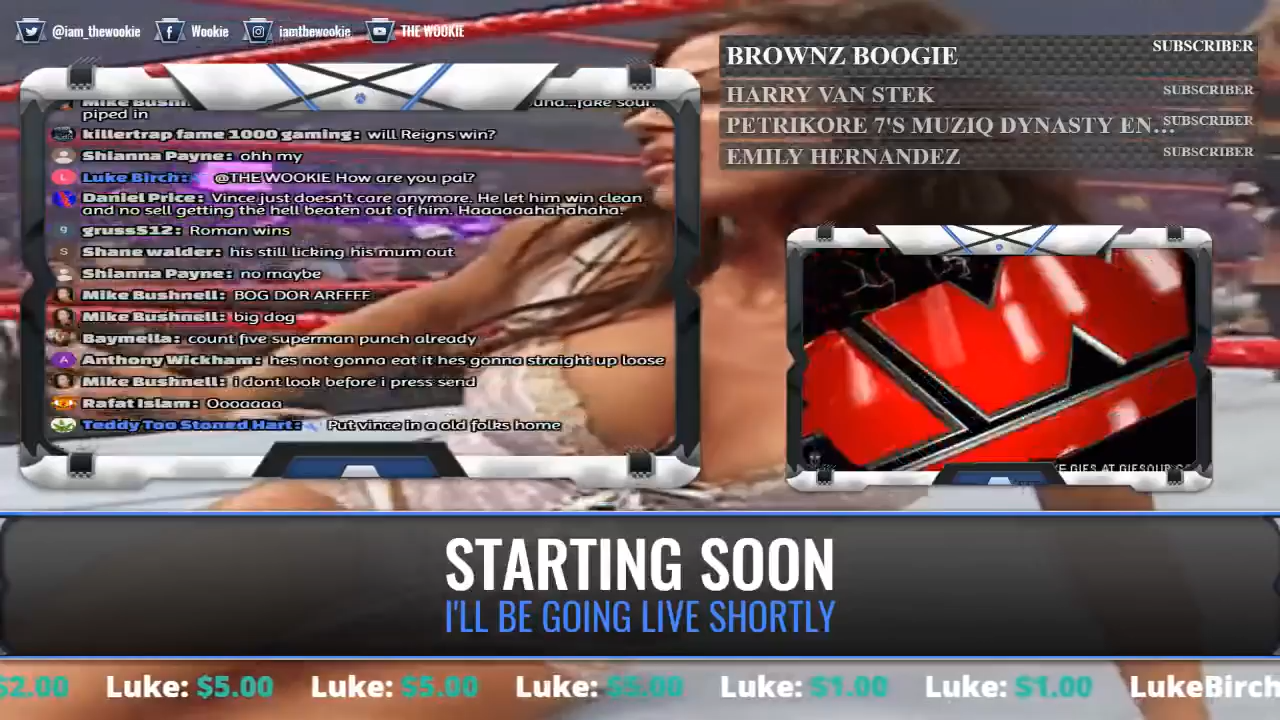 @iam_thewookie
Wookie
iamthewookie
THE WOOKIE
piped in
killertrap fame 1000 gaming: will Reigns win?
Shianna Payne: ohh my
Luke Birch: @THE WOOKIE How are you pal?
Daniel Price: Vince just doesn't care anymore. He let him win clean
and no sell getting the hell beaten out of him. Haaaaaahahahaha.
gruss512: Roman wins
Shane walder: his still licking his mum out
Shianna Payne: no maybe
Mike Bushnell: BOG DOR ARFFFF
Mike Bushnell: big dog
Baymella: count five superman punch already
Anthony Wickham: hes not gonna eat it hes gonna straight up loose
Mike Bushnell: i dont look before i press send
Rafat Islam: Oooaaaa
Teddy Too Stoned Hart: Put vince in a old folks home
BROWNZ BOOGIE SUBSCRIBER
HARRY VAN STEK SUBSCRIBER
PETRIKORE 7'S MUZIQ DYNASTY EN... SUBSCRIBER
EMILY HERNANDEZ SUBSCRIBER
STARTING SOON
I'LL BE GOING LIVE SHORTLY
$2.00 Luke: $5.00 Luke: $5.00 Luke: $5.00 Luke: $1.00 Luke: $1.00 LukeBirch